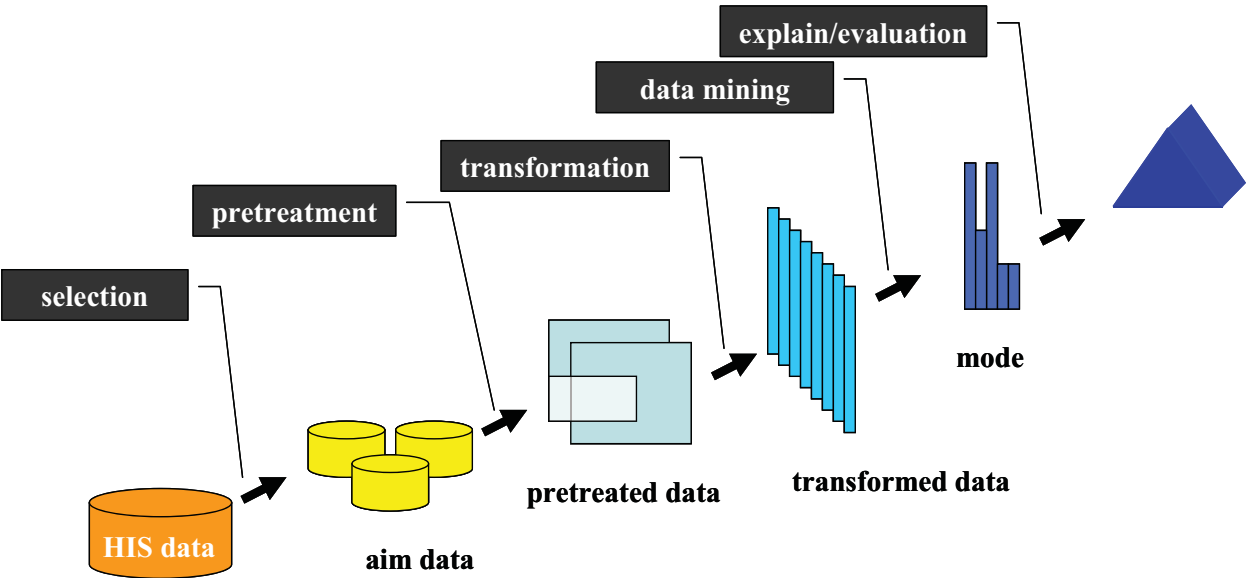 explain/evaluation
data mining
transformation
pretreatment
selection
mode
transformed data
pretreated data
HIS data
aim data